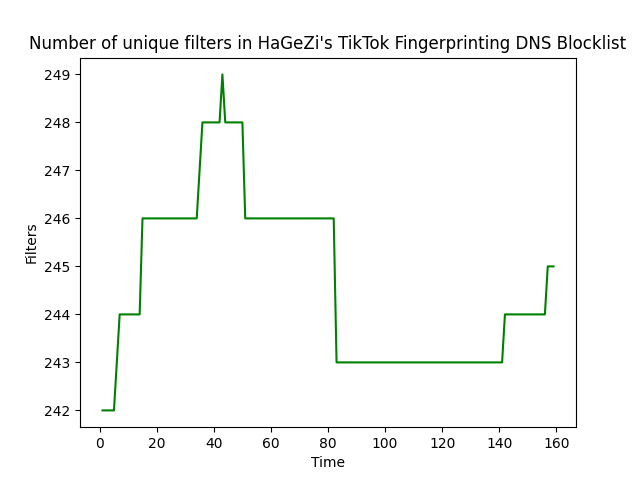 Number of unique filters in HaGeZi's TikTok Fingerprinting DNS Blocklist
249
248
247
246
245
244
243
242
Filters
0 20 40 60 80 100 120 140 160
Time